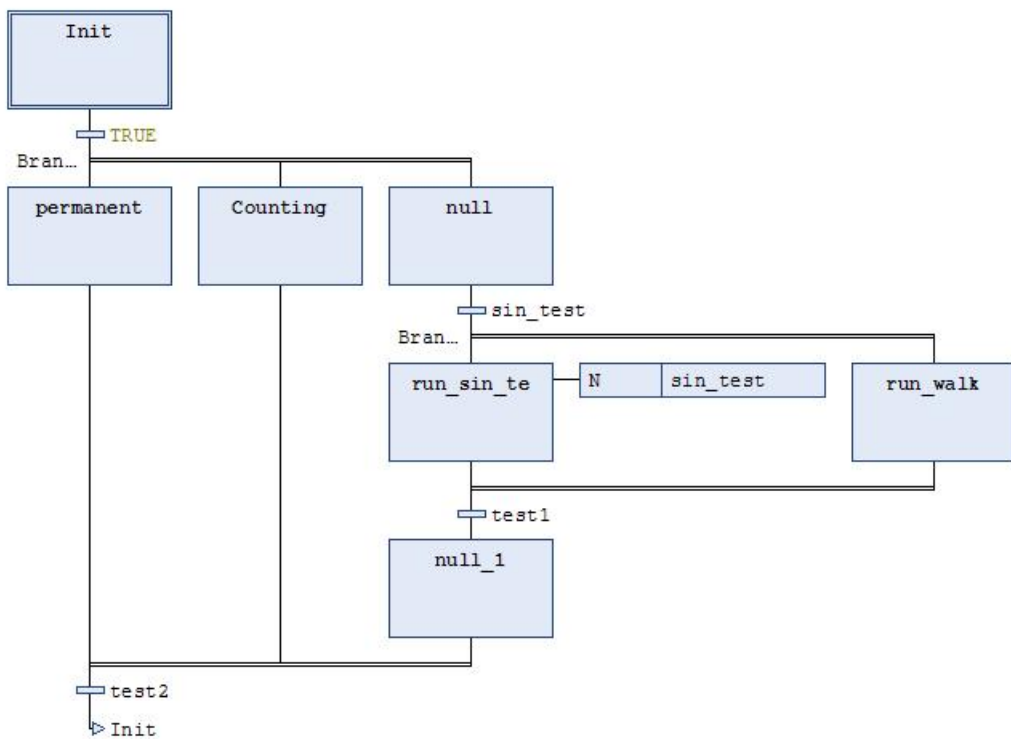 Init
TRUE
Bran...
permanent
Counting
null
sin_test
Bran...
run_sin_te
N
sin_test
run_walk
test1
null_1
test2
Init